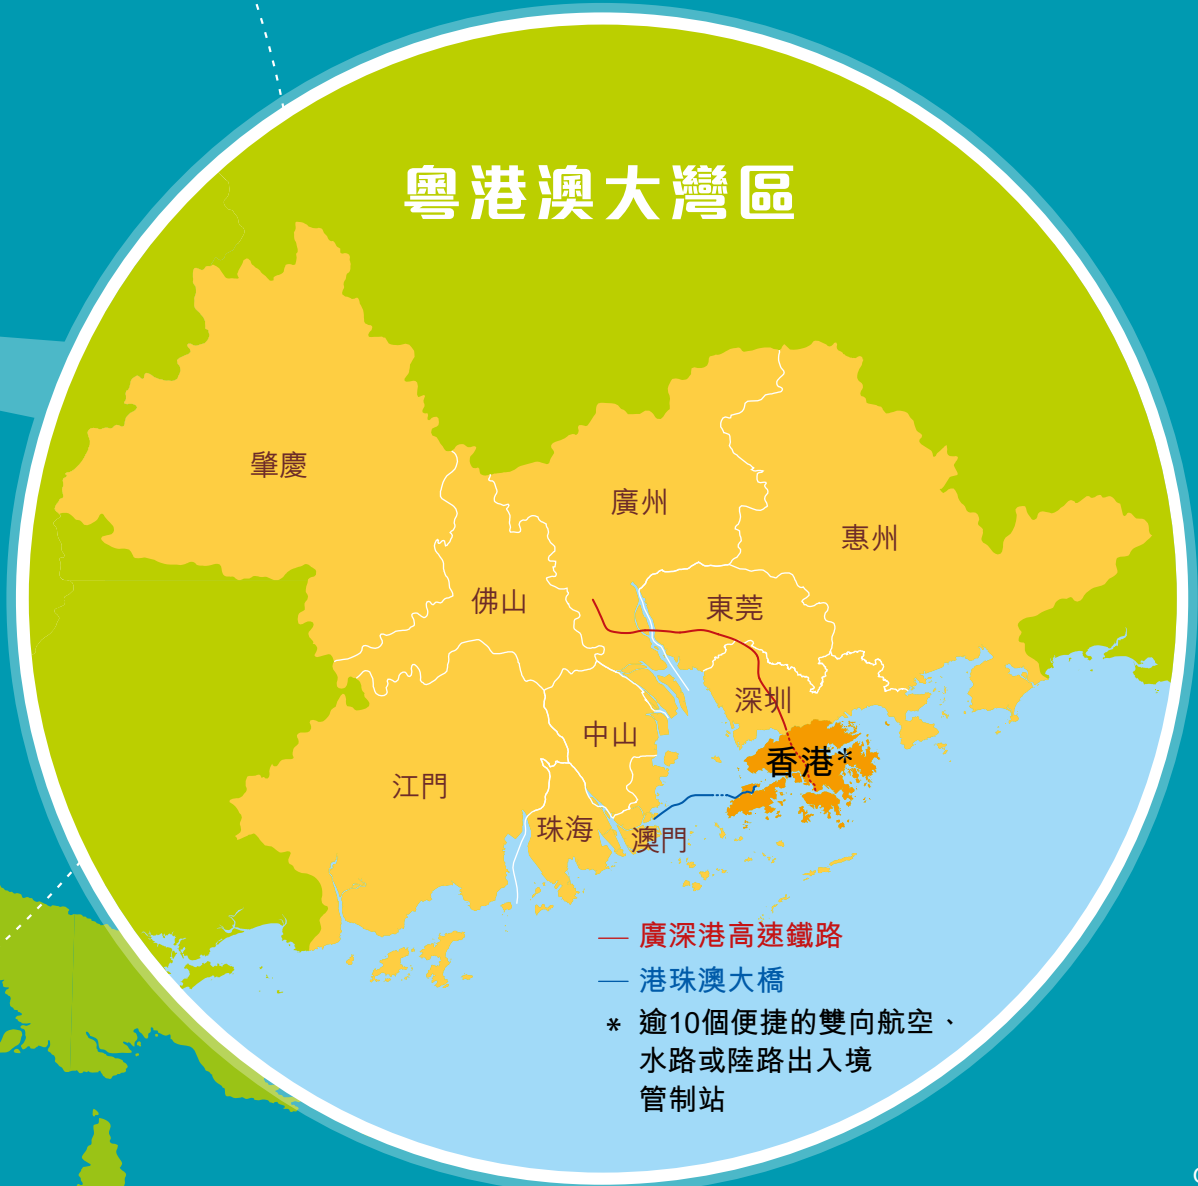 粵港澳大灣區
肇慶
廣州
惠州
佛山
東莞
深圳
中山
香港*
江門
珠海
澳門
— 廣深港高速鐵路
— 港珠澳大橋
* 逾10個便捷的雙向航空、
水路或陸路出入境
管制站